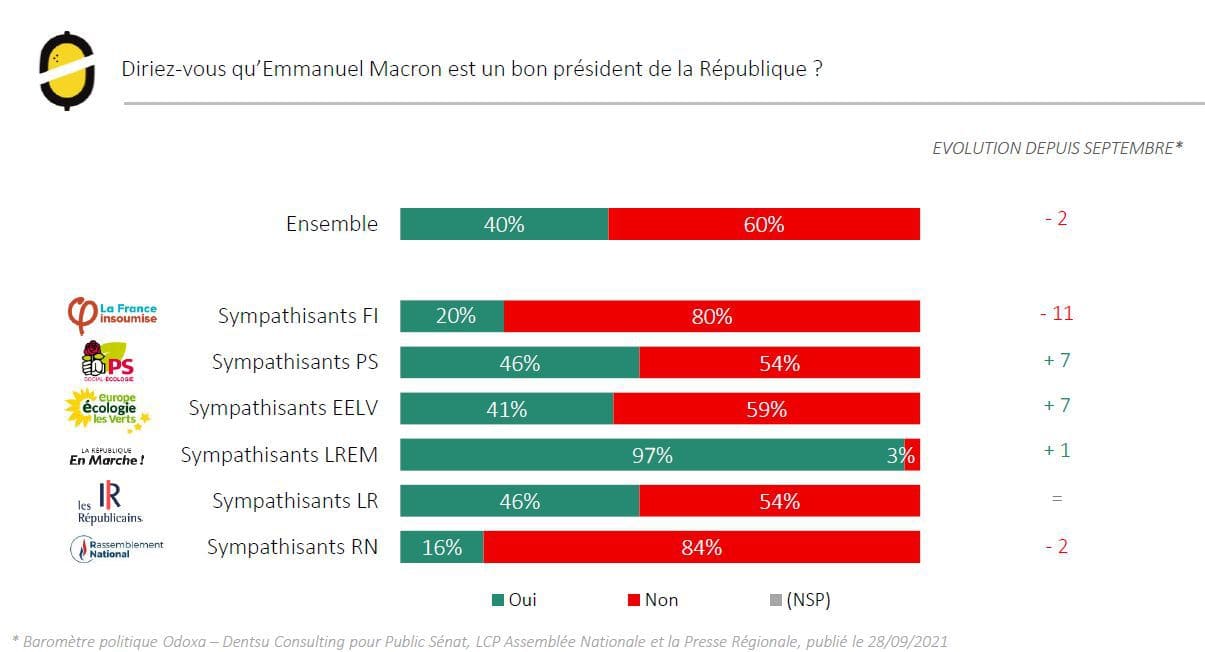 Diriez-vous qu’Emmanuel Macron est un bon président de la République ?
EVOLUTION DEPUIS SEPTEMBRE*
Ensemble 40% 60% - 2
La France insoumise Sympathisants FI 20% 80% - 11
PS SOCIAL-ÉCOLOGIE Sympathisants PS 46% 54% + 7
europe écologie les Verts Sympathisants EELV 41% 59% + 7
LA RÉPUBLIQUE En Marche ! Sympathisants LREM 97% 3% + 1
les Républicains Sympathisants LR 46% 54% =
Rassemblement National Sympathisants RN 16% 84% - 2
Oui Non (NSP)
* Baromètre politique Odoxa – Dentsu Consulting pour Public Sénat, LCP Assemblée Nationale et la Presse Régionale, publié le 28/09/2021